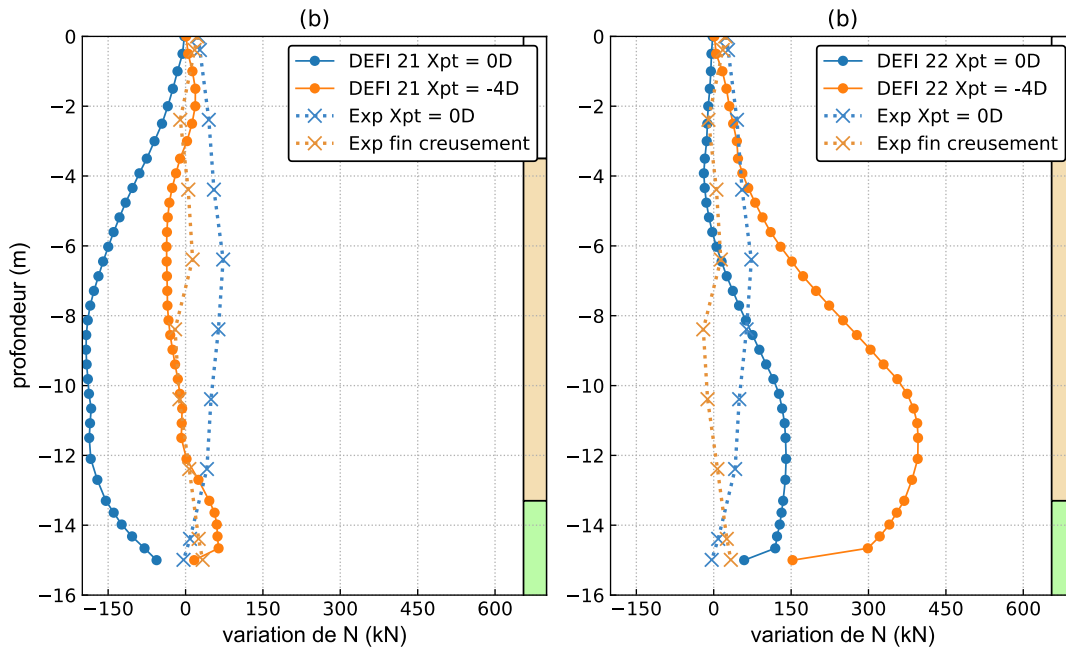 (b)
0
−2
−4
−6
−8
−10
−12
−14
−16
profondeur (m)
DEFI 21 Xpt = 0D
DEFI 21 Xpt = -4D
Exp Xpt = 0D
Exp fin creusement
−150 0 150 300 450 600
variation de N (kN)
(b)
0
−2
−4
−6
−8
−10
−12
−14
−16
DEFI 22 Xpt = 0D
DEFI 22 Xpt = -4D
Exp Xpt = 0D
Exp fin creusement
−150 0 150 300 450 600
variation de N (kN)